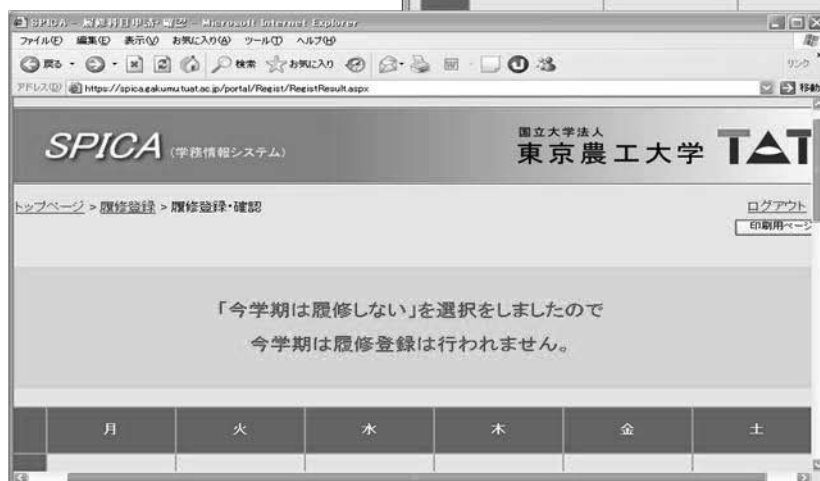 SPICA - 履修科目申請・確認 - Microsoft Internet Explorer
ファイル(F) 編集(E) 表示(V) お気に入り(A) ツール(T) ヘルプ(H)
戻る 検索 お気に入り リンク
アドレス(D) https://spica.gakumu.tuat.ac.jp/portal/Regist/RegistResult.aspx 移動
SPICA (学務情報システム) 国立大学法人
東京農工大学 TAT
トップページ > 履修登録 > 履修登録・確認 ログアウト
印刷用ページ
「今学期は履修しない」を選択をしましたので
今学期は履修登録は行われません。
月 火 水 木 金 土